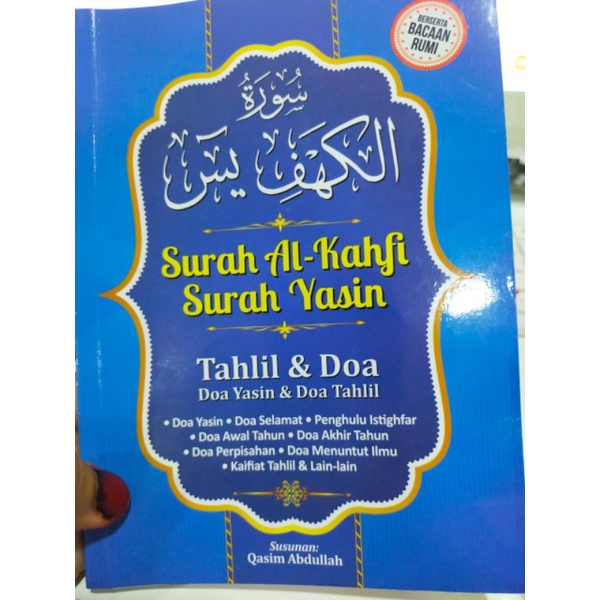 BERSERTA
BACAAN
RUMI
سُورَةُ
الكَهْفِ يس
Surah Al-Kahfi
Surah Yasin
Tahlil & Doa
Doa Yasin & Doa Tahlil
• Doa Yasin • Doa Selamat • Penghulu Istighfar
• Doa Awal Tahun • Doa Akhir Tahun
• Doa Perpisahan • Doa Menuntut Ilmu
• Kaifiat Tahlil & Lain-lain
Susunan:
Qasim Abdullah